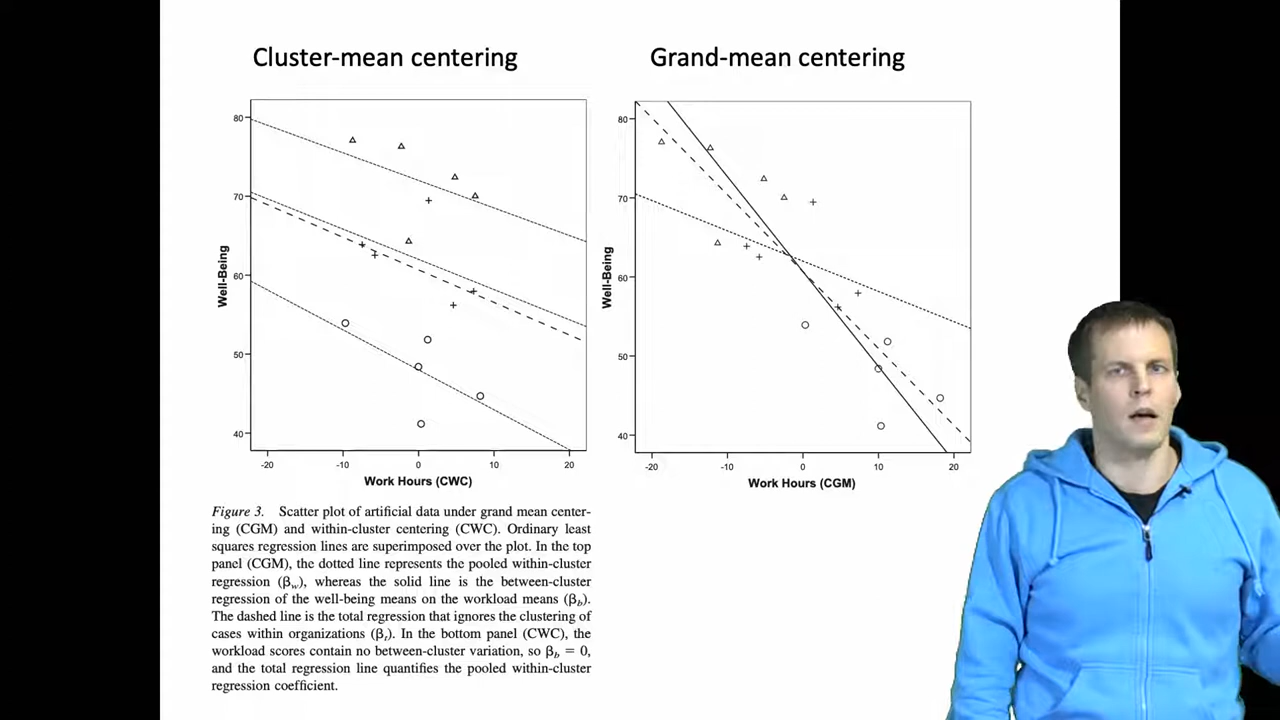 Cluster-mean centering
Grand-mean centering
80
70
60
50
40
Well-Being
-20
-10
0
10
20
Work Hours (CWC)
80
70
60
50
40
Well-Being
-20
-10
0
10
20
Work Hours (CGM)
Figure 3. Scatter plot of artificial data under grand mean center-
ing (CGM) and within-cluster centering (CWC). Ordinary least
squares regression lines are superimposed over the plot. In the top
panel (CGM), the dotted line represents the pooled within-cluster
regression (βw), whereas the solid line is the between-cluster
regression of the well-being means on the workload means (βb).
The dashed line is the total regression that ignores the clustering of
cases within organizations (βt). In the bottom panel (CWC), the
workload scores contain no between-cluster variation, so βb = 0,
and the total regression line quantifies the pooled within-cluster
regression coefficient.